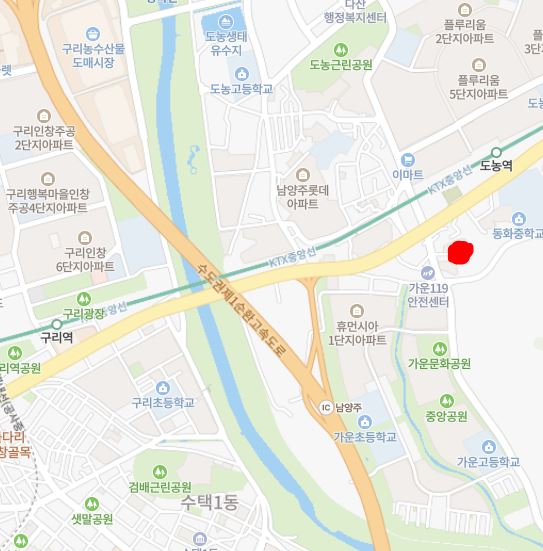 다산
행정복지센터
플루리움
2단지아파트
구리농수산물
도매시장
도농생태
유수지
도농근린공원
플루리움
5단지아파트
도농고등학교
구리인창주공
2단지아파트
이마트
도농역
KTX중앙선
남양주롯데
아파트
구리행복마을인창
주공4단지아파트
동화중학교
구리인창
6단지아파트
KTX중앙선
수도권제1순환고속도로
가운119
안전센터
구리광장
중앙선
구리역
휴먼시아
1단지아파트
리역공원
가운문화공원
구리초등학교
IC 남양주
중앙공원
가운초등학교
다리
창골목
가운고등학교
검배근린공원
수택1동
샛말공원